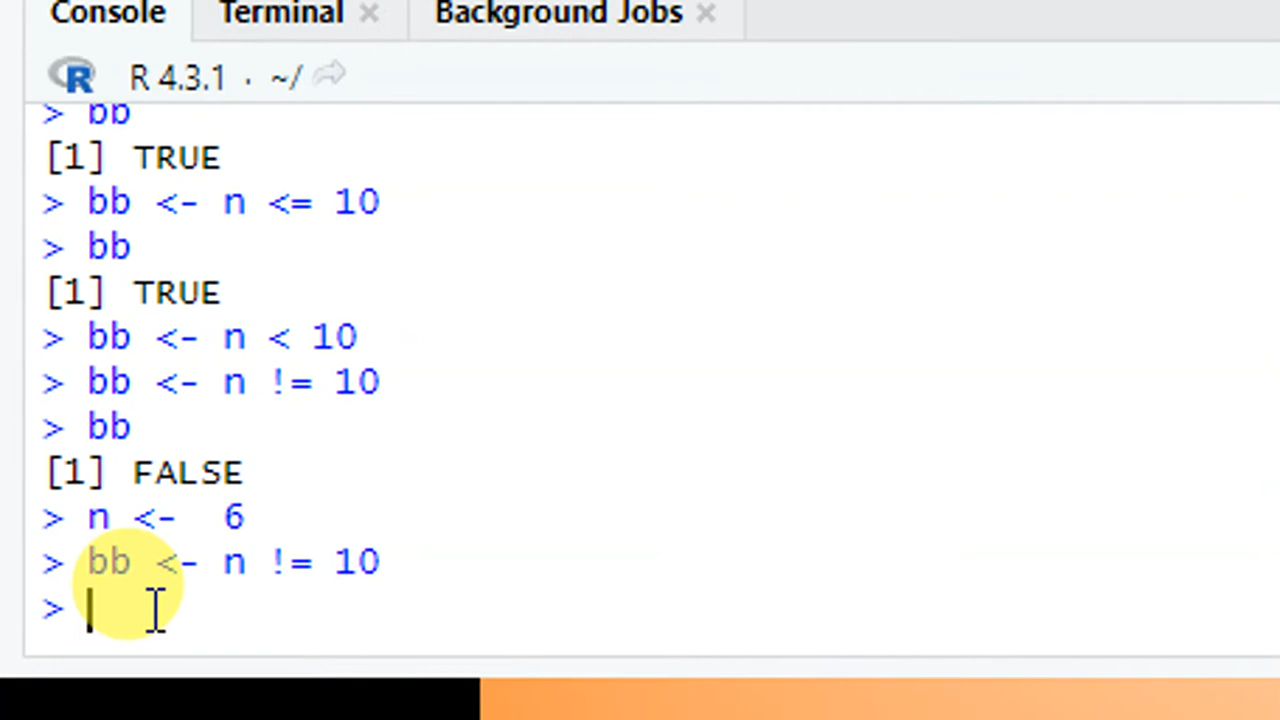 Console Terminal Background Jobs
R R 4.3.1 · ~/
> bb
[1] TRUE
> bb <- n <= 10
> bb
[1] TRUE
> bb <- n < 10
> bb <- n != 10
> bb
[1] FALSE
> n <-  6
> bb <- n != 10
>